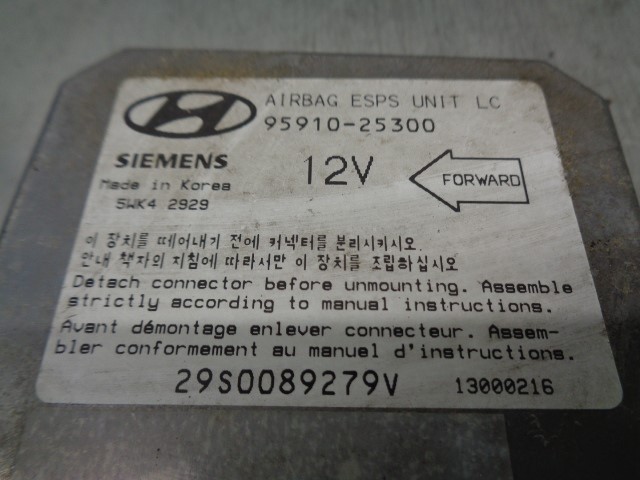 AIRBAG ESPS UNIT LC
95910-25300
SIEMENS
12V
FORWARD
Made in Korea
5WK4 2929
이 장치를 떼어내기 전에 커넥터를 분리시키시오.
안내 책자의 지침에 따라서만 이 장치를 조립하십시오
Detach connector before unmounting. Assemble
strictly according to manual instructions.
Avant démontage enlever connecteur. Assem-
bler conformement au manuel d'instructions.
29S0089279V
13000216